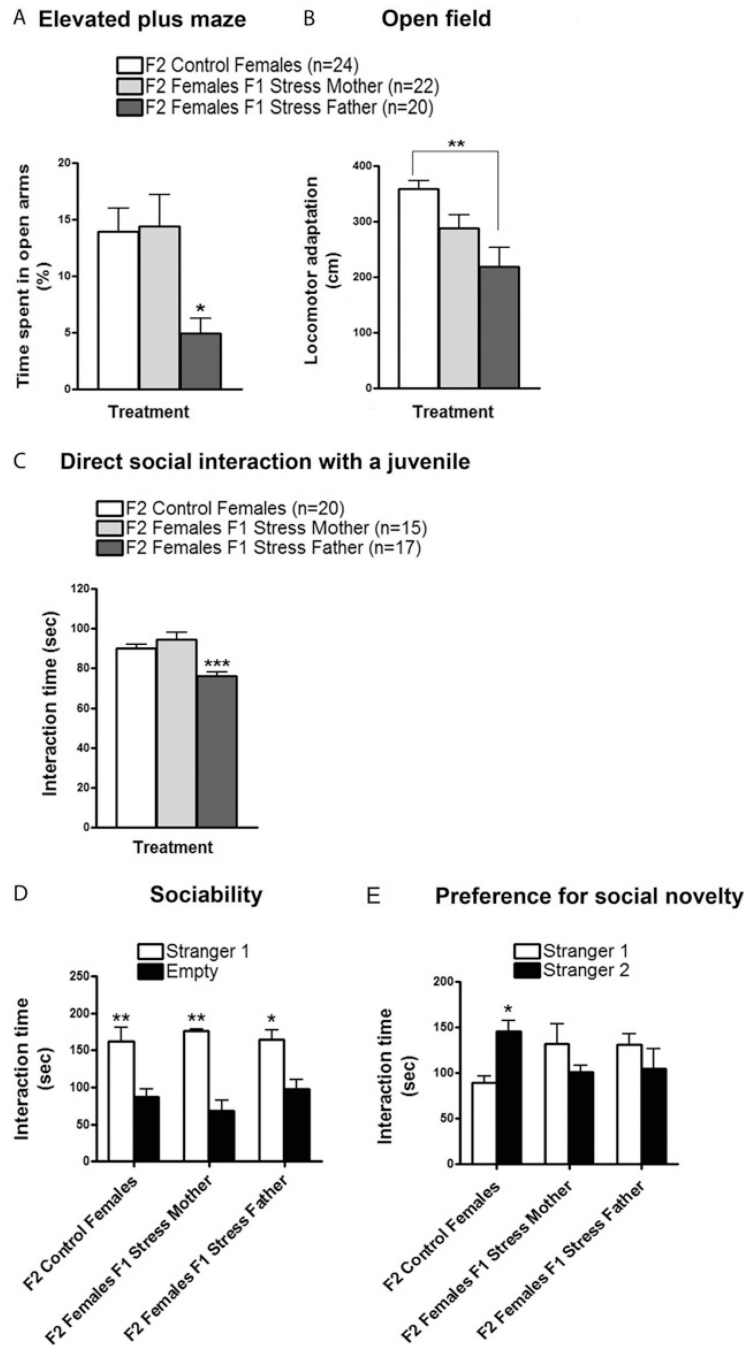 A Elevated plus maze
B Open field
F2 Control Females (n=24)
F2 Females F1 Stress Mother (n=22)
F2 Females F1 Stress Father (n=20)
Time spent in open arms
(%)
20
15
10
5
0
*
Treatment
Locomotor adaptation
(cm)
400
300
200
100
0
**
Treatment
C Direct social interaction with a juvenile
F2 Control Females (n=20)
F2 Females F1 Stress Mother (n=15)
F2 Females F1 Stress Father (n=17)
Interaction time (sec)
120
100
80
60
40
20
0
***
Treatment
D Sociability
Stranger 1
Empty
Interaction time
(sec)
250
200
150
100
50
0
** ** *
F2 Control Females
F2 Females F1 Stress Mother
F2 Females F1 Stress Father
E Preference for social novelty
Stranger 1
Stranger 2
Interaction time
(sec)
200
150
100
50
0
*
F2 Control Females
F2 Females F1 Stress Mother
F2 Females F1 Stress Father